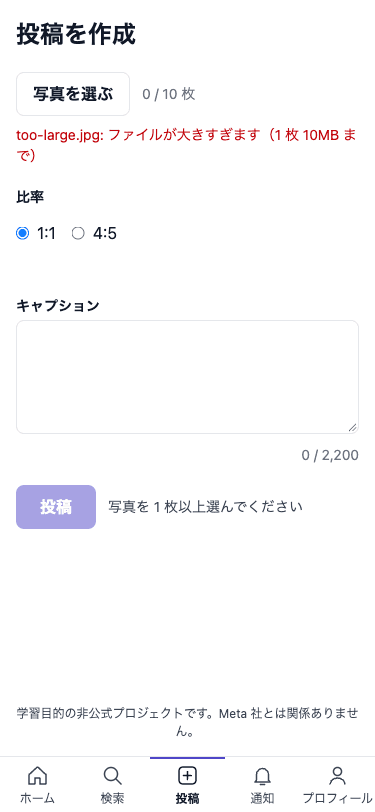 投稿を作成
写真を選ぶ 0 / 10 枚
too-large.jpg: ファイルが大きすぎます（1 枚 10MB ま
で）
比率
1:1 4:5
キャプション
0 / 2,200
投稿 写真を 1 枚以上選んでください
学習目的の非公式プロジェクトです。Meta 社とは関係ありませ
ん。
ホーム 検索 投稿 通知 プロフィール